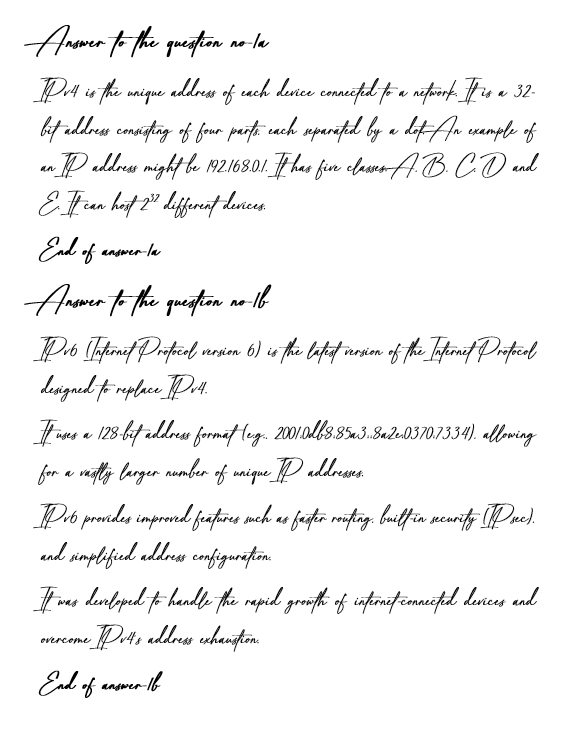 Answer to the question no-1a
IPv4 is the unique address of each device connected to a network. It is a 32-
bit address consisting of four parts, each separated by a dot. An example of
an IP address might be 192.168.0.1. It has five classes-A, B, C, D and
E. It can host 2³² different devices.
End of answer-1a
Answer to the question no-1b
IPv6 (Internet Protocol version 6) is the latest version of the Internet Protocol
designed to replace IPv4.
It uses a 128-bit address format (e.g., 2001:0db8:85a3::8a2e:0370:7334), allowing
for a vastly larger number of unique IP addresses.
IPv6 provides improved features such as faster routing, built-in security (IPsec),
and simplified address configuration.
It was developed to handle the rapid growth of internet-connected devices and
overcome IPv4's address exhaustion.
End of answer-1b